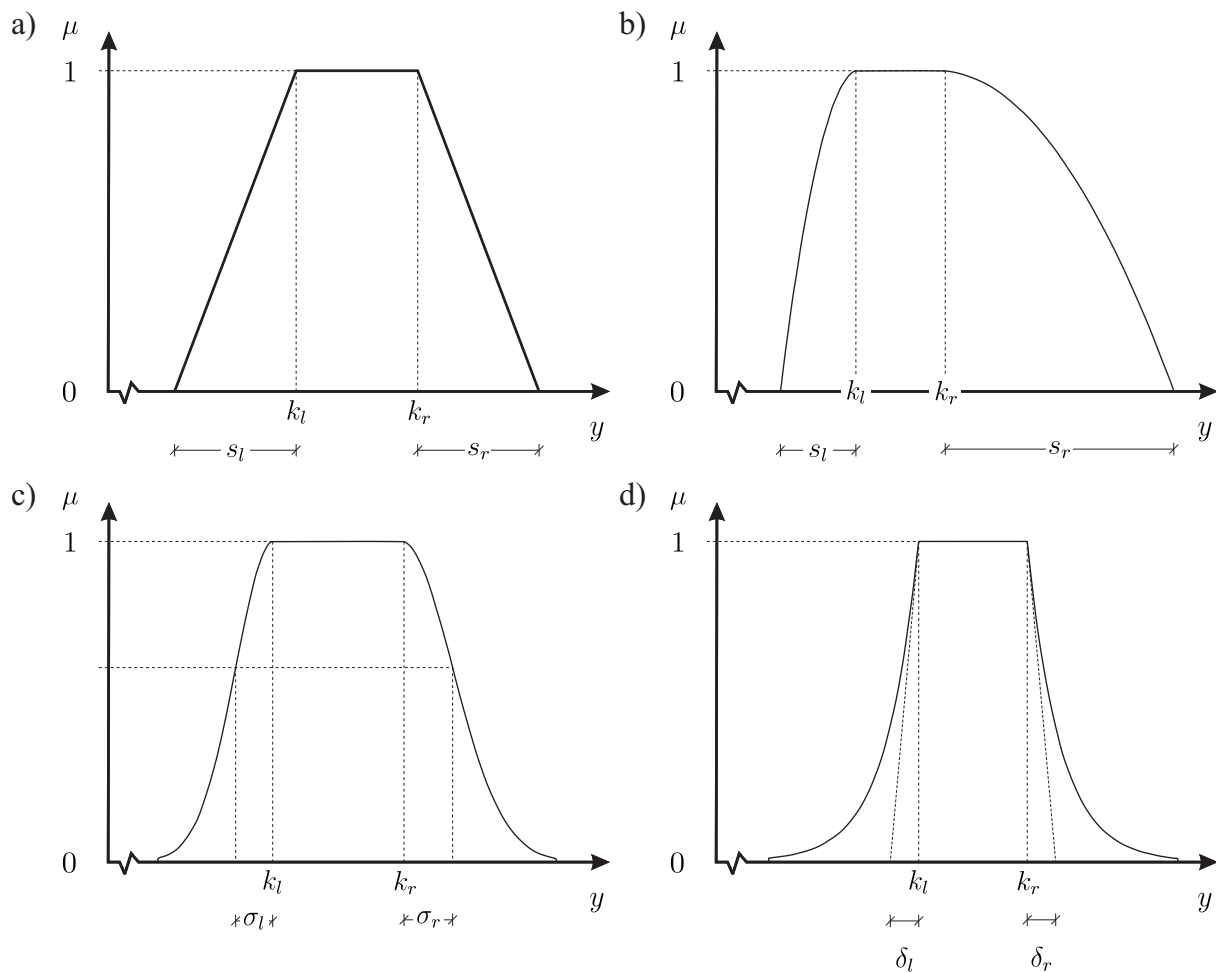 a) μ
1
0
k_l k_r
y
s_l s_r
b) μ
1
0
k_l k_r
y
s_l s_r
c) μ
1
0
k_l k_r
y
σ_l σ_r
d) μ
1
0
k_l k_r
y
δ_l δ_r